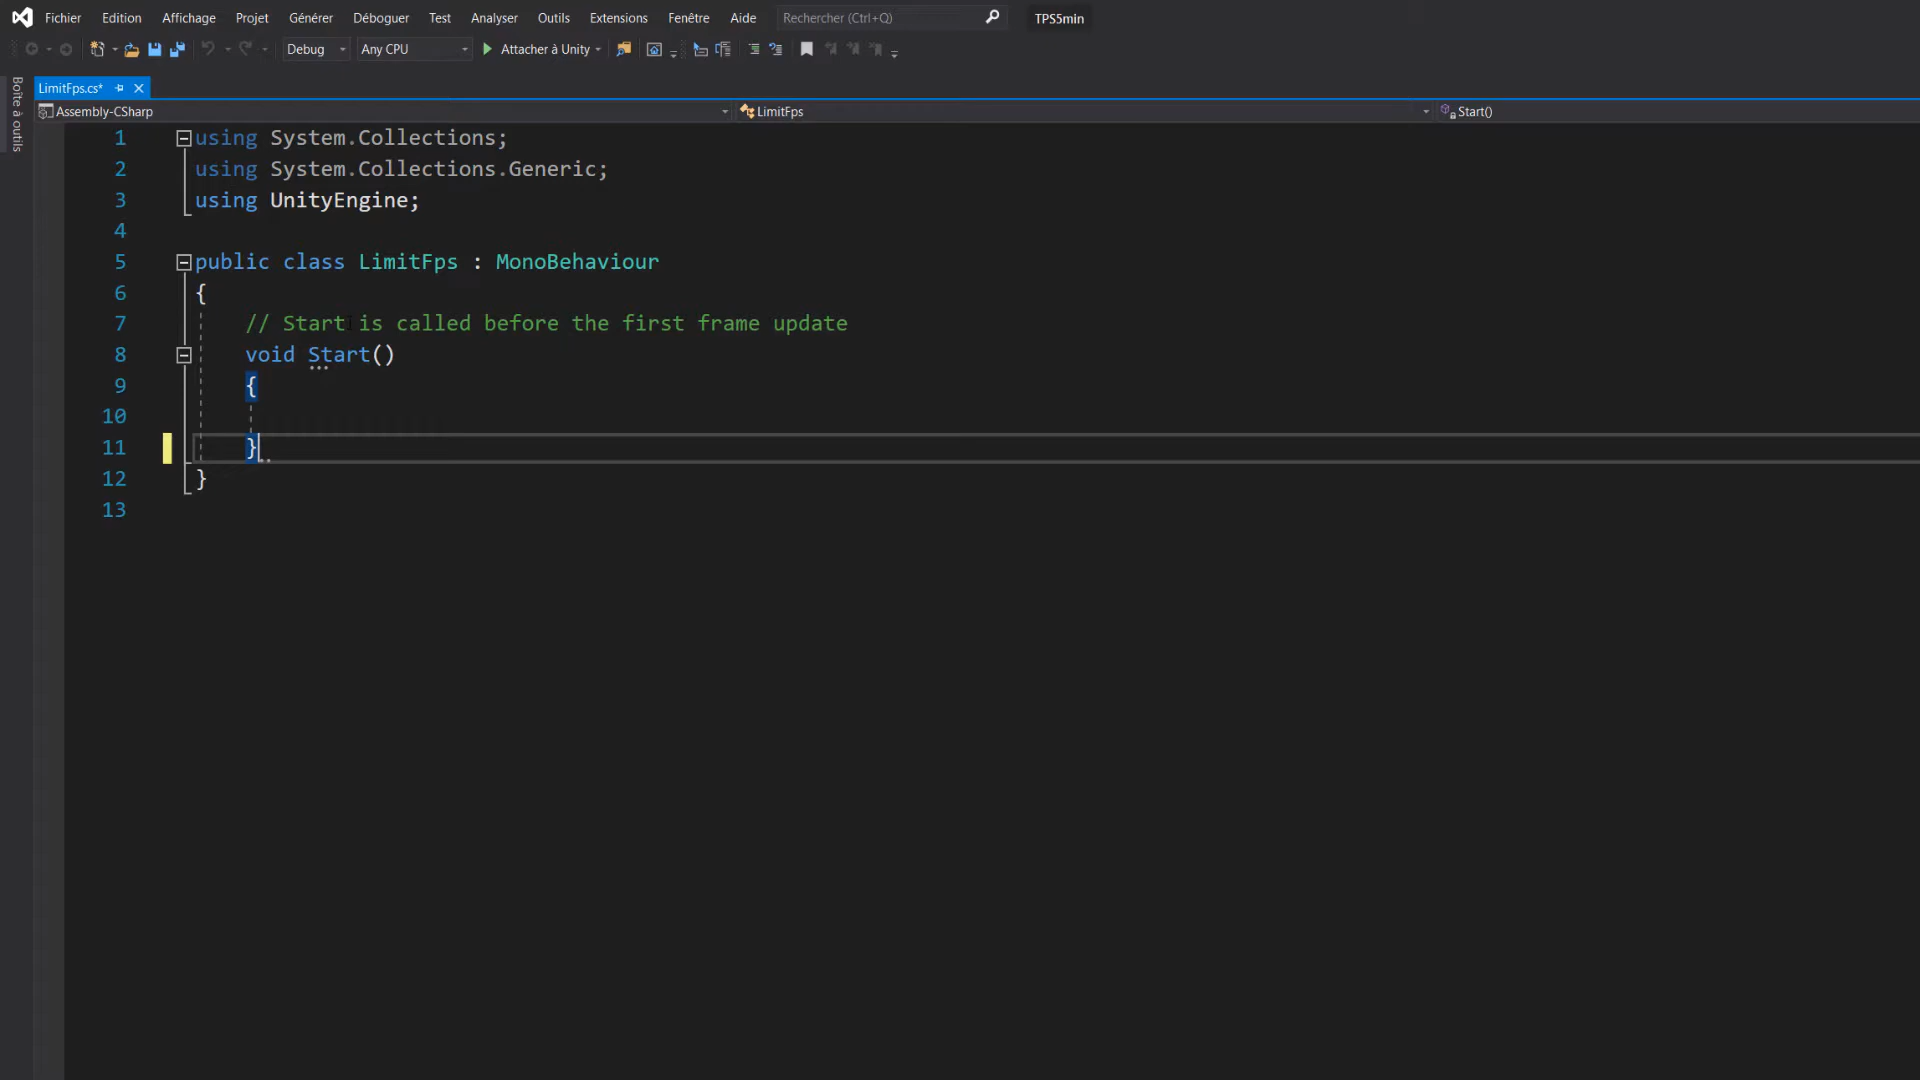 Fichier Edition Affichage Projet Générer Déboguer Test Analyser Outils Extensions Fenêtre Aide Rechercher (Ctrl+Q) TPS5min
Debug Any CPU Attacher à Unity
Boîte à outils
LimitFps.cs*
Assembly-CSharp LimitFps Start()
1 using System.Collections;
2 using System.Collections.Generic;
3 using UnityEngine;
4
5 public class LimitFps : MonoBehaviour
6 {
7 // Start is called before the first frame update
8 void Start()
9 {
10
11 }
12 }
13